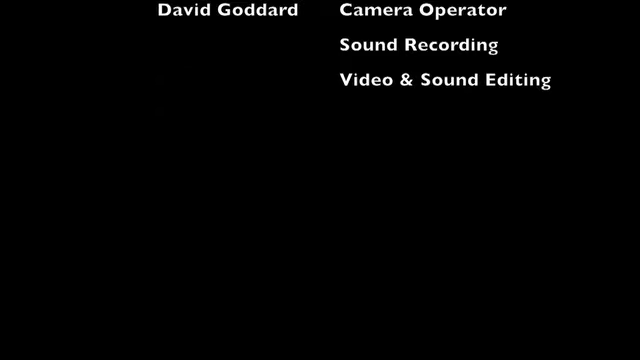 David Goddard Camera Operator
Sound Recording
Video & Sound Editing